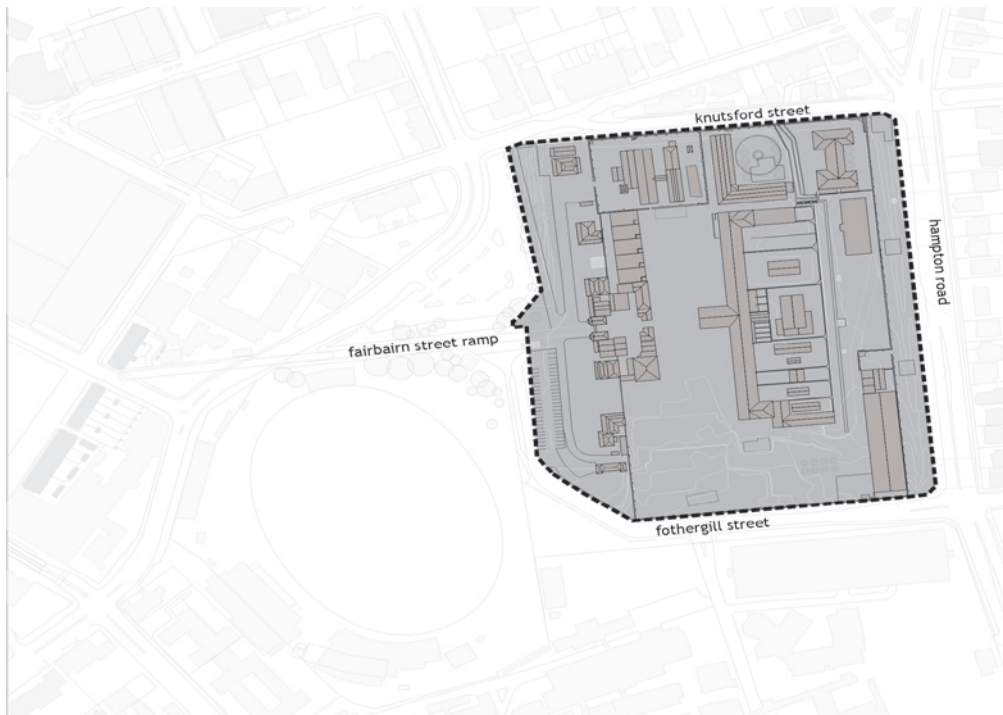 knutsford street
hampton road
fairbairn street ramp
fothergill street